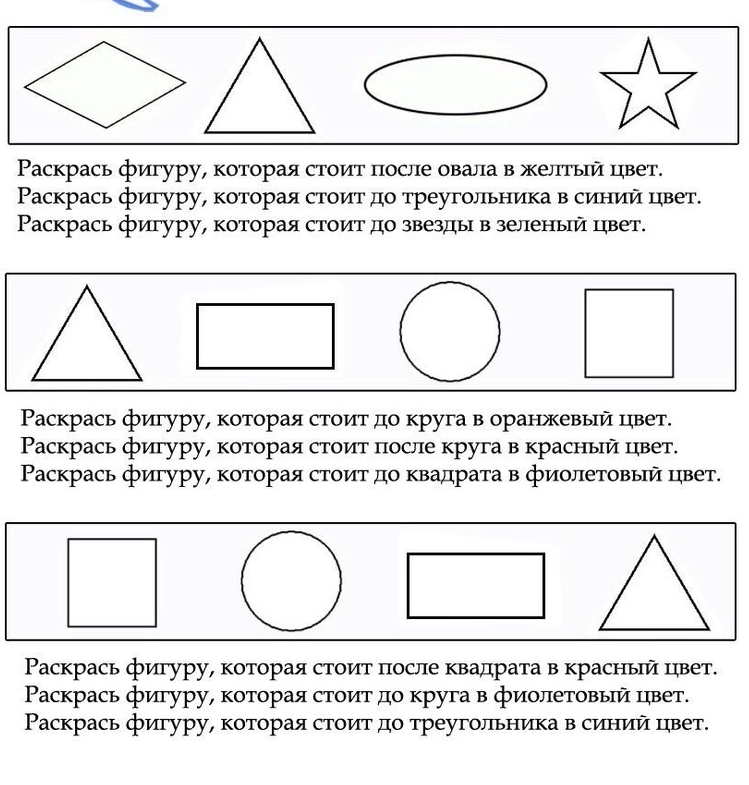 Раскрась фигуру, которая стоит после овала в желтый цвет.
Раскрась фигуру, которая стоит до треугольника в синий цвет.
Раскрась фигуру, которая стоит до звезды в зеленый цвет.
Раскрась фигуру, которая стоит до круга в оранжевый цвет.
Раскрась фигуру, которая стоит после круга в красный цвет.
Раскрась фигуру, которая стоит до квадрата в фиолетовый цвет.
Раскрась фигуру, которая стоит после квадрата в красный цвет.
Раскрась фигуру, которая стоит до круга в фиолетовый цвет.
Раскрась фигуру, которая стоит до треугольника в синий цвет.